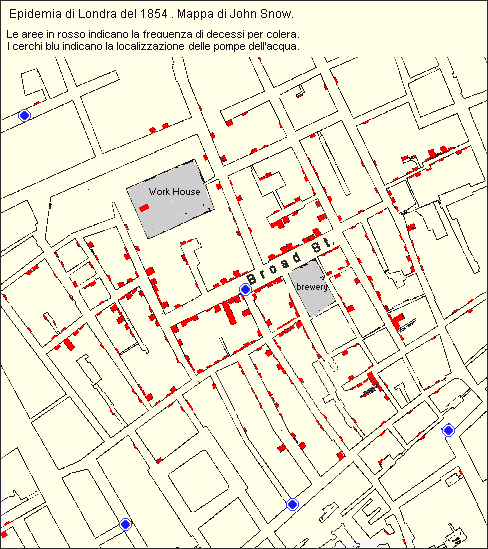 Epidemia di Londra del 1854 . Mappa di John Snow.
Le aree in rosso indicano la frequenza di decessi per colera.
I cerchi blu indicano la localizzazione delle pompe dell'acqua.
Work House
Broad St.
brewery